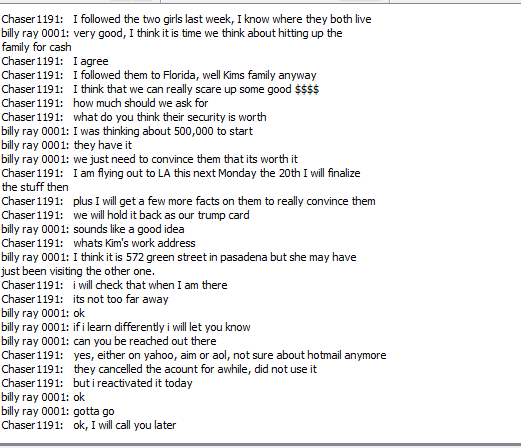 Chaser1191: I followed the two girls last week, I know where they both live
billy ray 0001: very good, I think it is time we think about hitting up the
family for cash
Chaser1191: I agree
Chaser1191: I followed them to Florida, well Kims family anyway
Chaser1191: I think that we can really scare up some good $$$$
Chaser1191: how much should we ask for
Chaser1191: what do you think their security is worth
billy ray 0001: I was thinking about 500,000 to start
billy ray 0001: they have it
billy ray 0001: we just need to convince them that its worth it
Chaser1191: I am flying out to LA this next Monday the 20th I will finalize
the stuff then
Chaser1191: plus I will get a few more facts on them to really convince them
Chaser1191: we will hold it back as our trump card
billy ray 0001: sounds like a good idea
Chaser1191: whats Kim's work address
billy ray 0001: I think it is 572 green street in pasadena but she may have
just been visiting the other one.
Chaser1191: i will check that when I am there
Chaser1191: its not too far away
billy ray 0001: ok
billy ray 0001: if i learn differently i will let you know
billy ray 0001: can you be reached out there
Chaser1191: yes, either on yahoo, aim or aol, not sure about hotmail anymore
Chaser1191: they cancelled the acount for awhile, did not use it
Chaser1191: but i reactivated it today
billy ray 0001: ok
billy ray 0001: gotta go
Chaser1191: ok, I will call you later